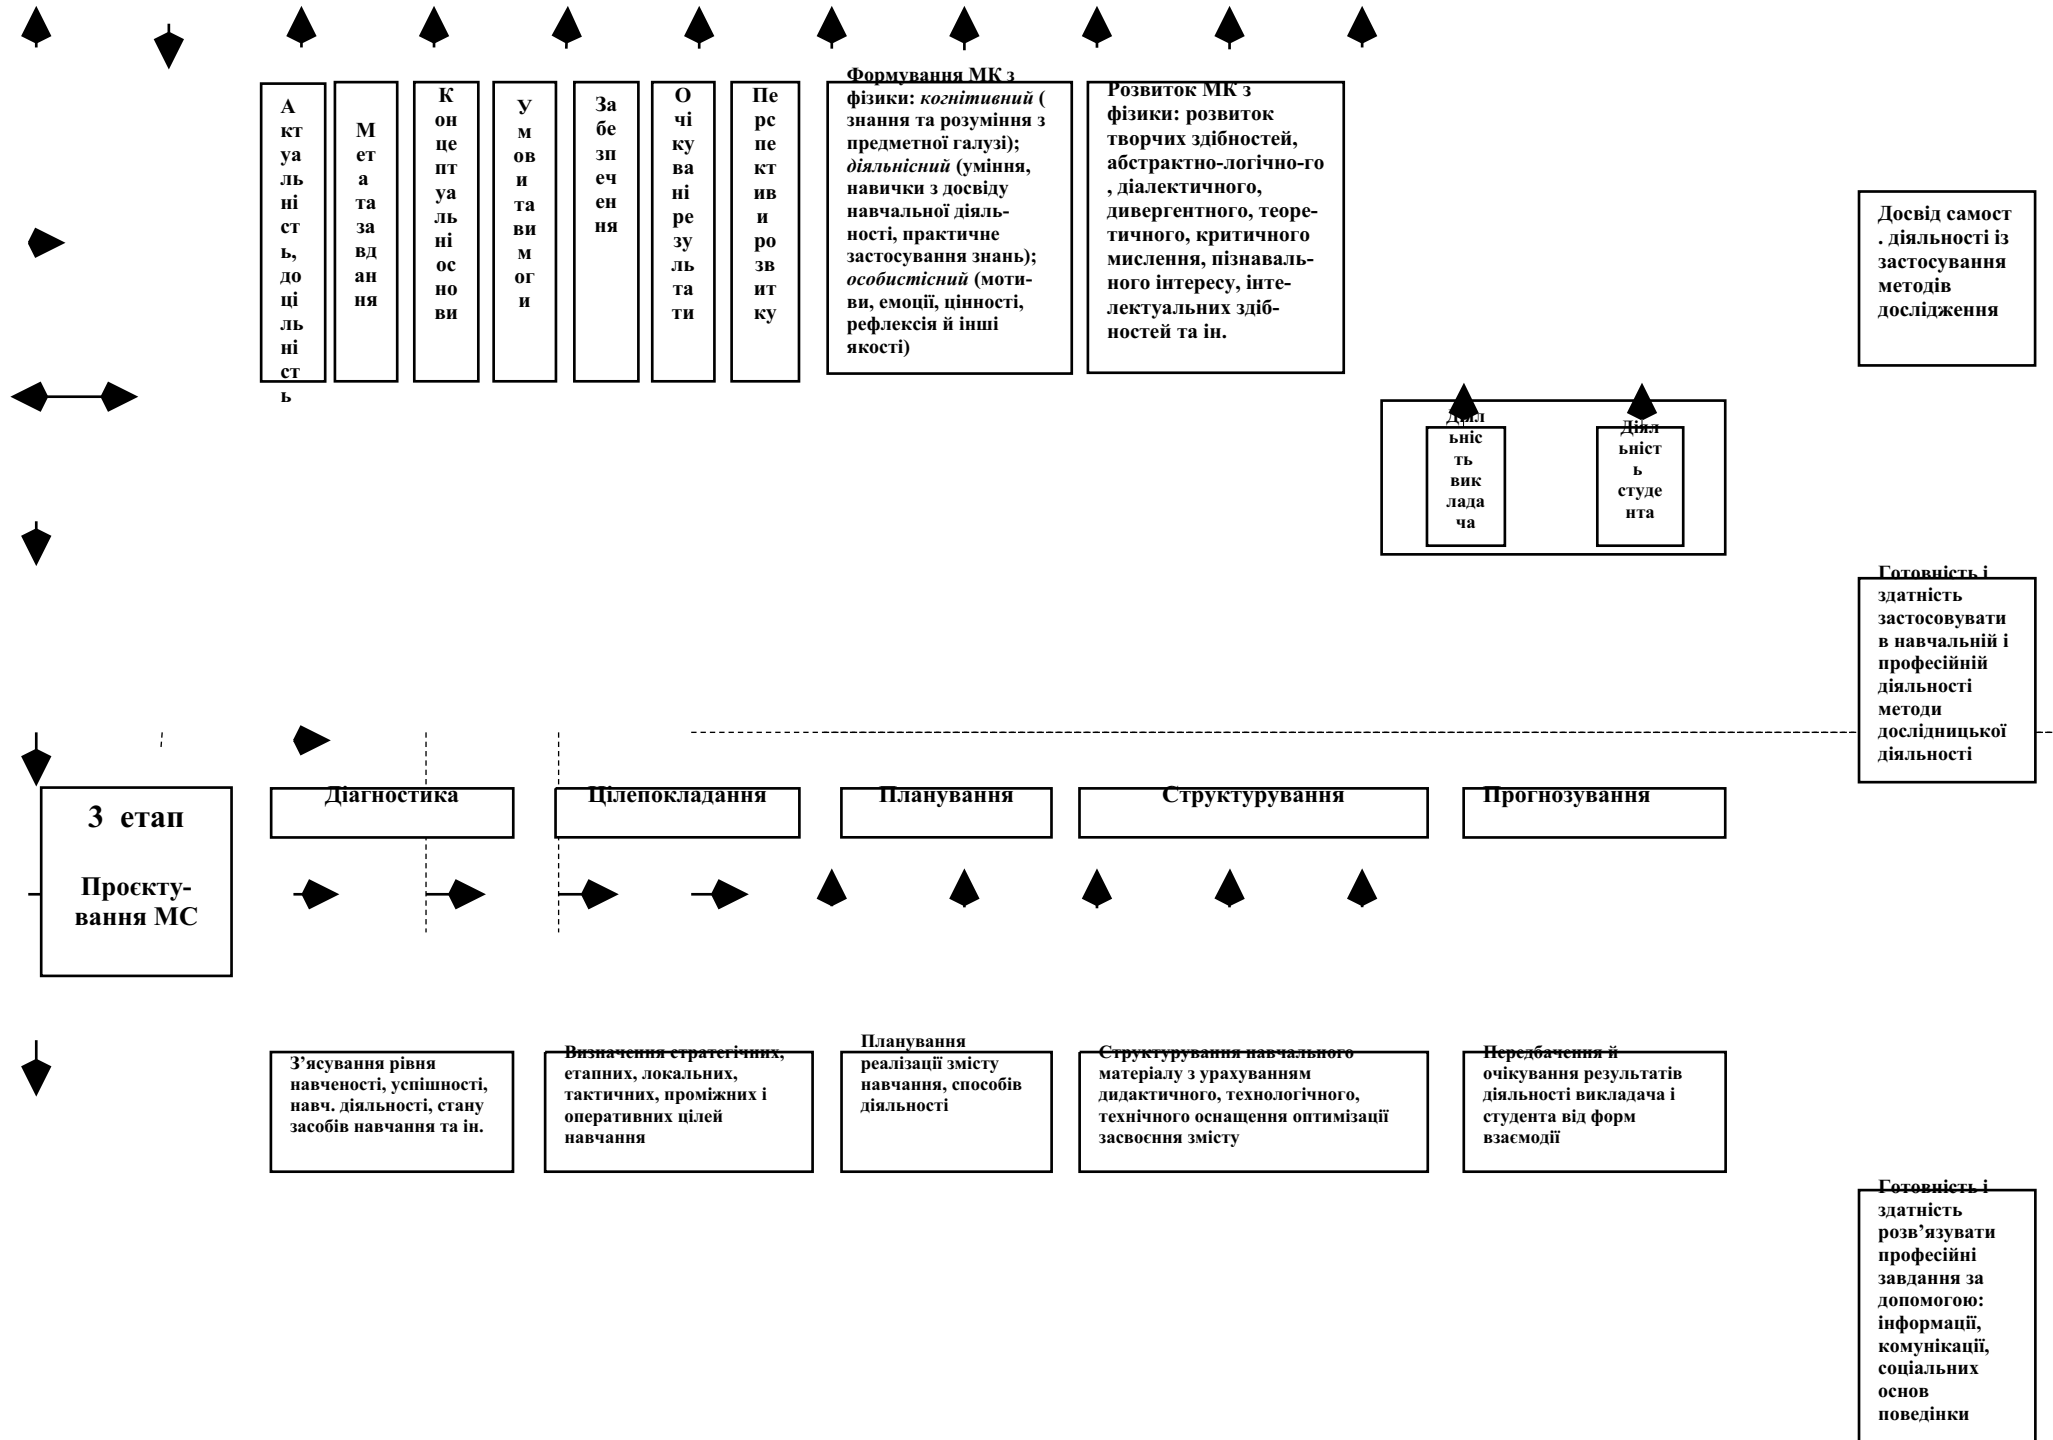 А
кт
уа
ль
ні
ст
ь,
до
ці
ль
ні
ст
ь
М
ет
а
та
за
вд
ан
ня
К
он
це
пт
уа
ль
ні
ос
но
ви
У
м
ов
и
та
ви
м
ог
и
За
бе
зп
еч
ен
ня
О
чі
ку
ва
ні
ре
зу
ль
та
ти
Пе
рс
пе
кт
ив
и
ро
зв
ит
ку
Формування МК з
фізики: когнітивний (
знання та розуміння з
предметної галузі);
діяльнісний (уміння,
навички з досвіду
навчальної діяль-
ності, практичне
застосування знань);
особистісний (моти-
ви, емоції, цінності,
рефлексія й інші
якості)
Розвиток МК з
фізики: розвиток
творчих здібностей,
абстрактно-логічно-го
, діалектичного,
дивергентного, теоре-
тичного, критичного
мислення, пізнаваль-
ного інтересу, інте-
лектуальних здіб-
ностей та ін.
Досвід самост
. діяльності із
застосування
методів
дослідження
Діял
ьніс
ть
вик
лада
ча
Діял
ьніст
ь
студе
нта
Готовність і
здатність
застосовувати
в навчальній і
професійній
діяльності
методи
дослідницької
діяльності
3 етап
Проєкту-
вання МС
Діагностика
Цілепокладання
Планування
Структурування
Прогнозування
З’ясування рівня
навченості, успішності,
навч. діяльності, стану
засобів навчання та ін.
Визначення стратегічних,
етапних, локальних,
тактичних, проміжних і
оперативних цілей
навчання
Планування
реалізації змісту
навчання, способів
діяльності
Структурування навчального
матеріалу з урахуванням
дидактичного, технологічного,
технічного оснащення оптимізації
засвоєння змісту
Передбачення й
очікування результатів
діяльності викладача і
студента від форм
взаємодії
Готовність і
здатність
розв’язувати
професійні
завдання за
допомогою:
інформації,
комунікації,
соціальних
основ
поведінки